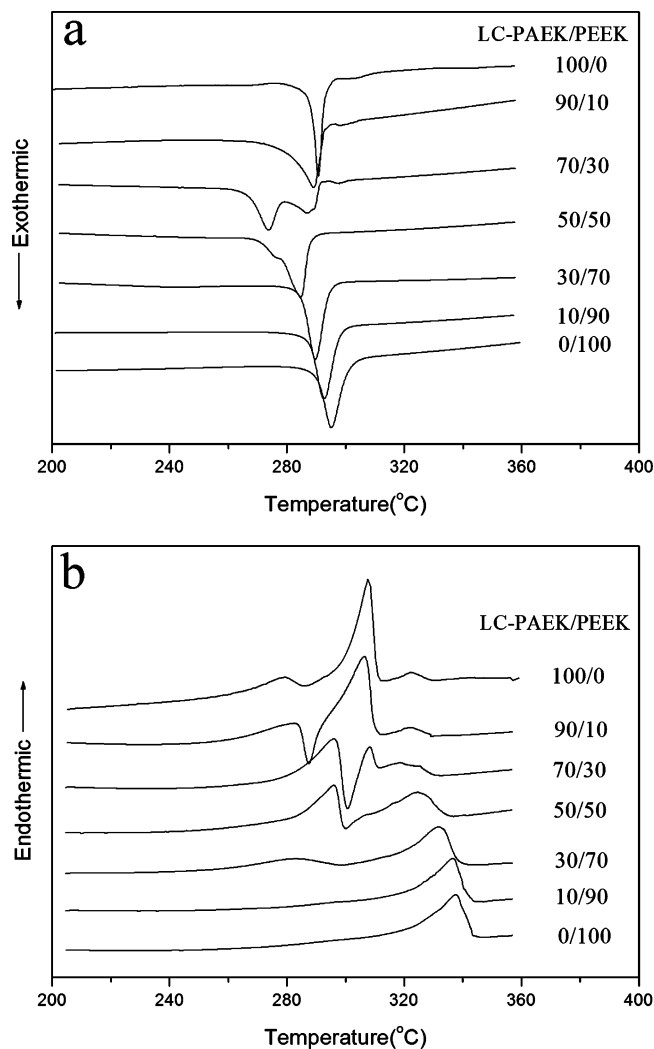 a
LC-PAEK/PEEK
100/0
90/10
70/30
50/50
30/70
10/90
0/100
Exothermic
200 240 280 320 360 400
Temperature(°C)
b
LC-PAEK/PEEK
100/0
90/10
70/30
50/50
30/70
10/90
0/100
Endothermic
200 240 280 320 360 400
Temperature(°C)